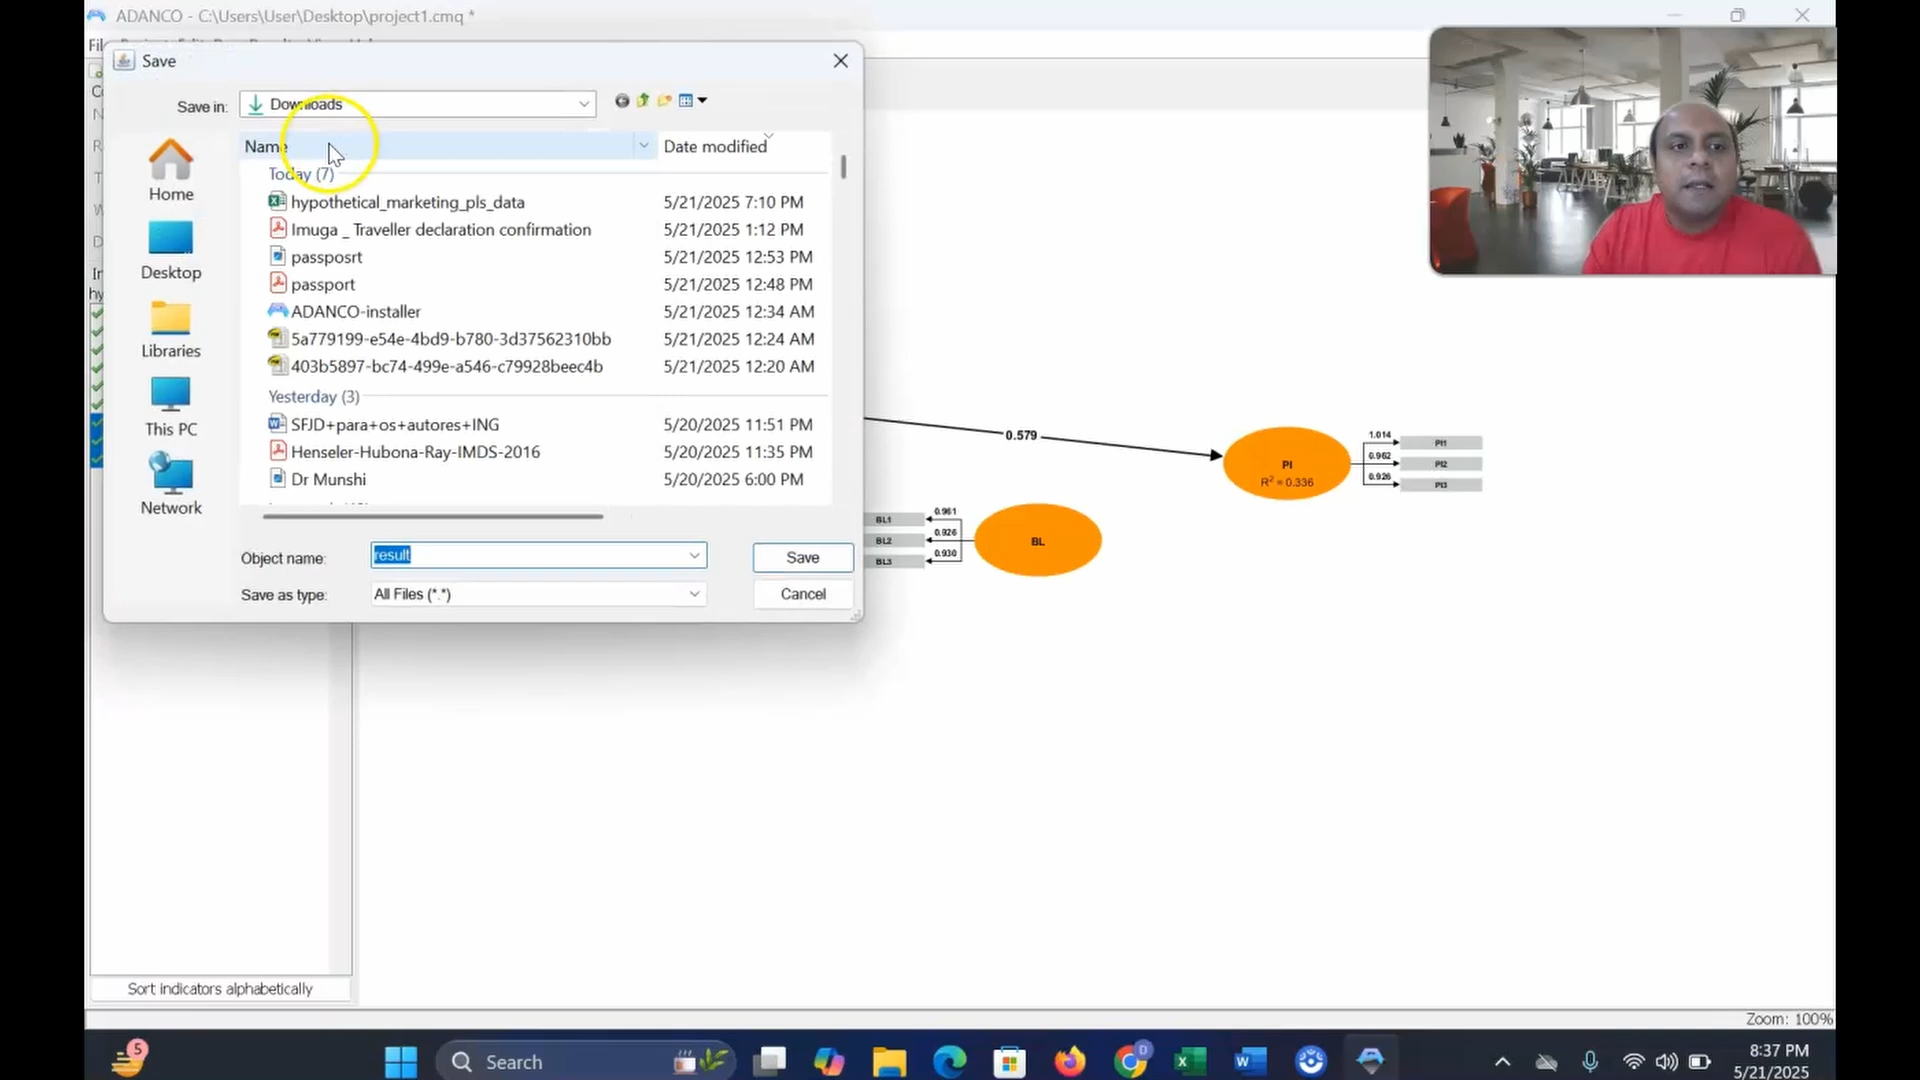 ADANCO - C:\Users\User\Desktop\project1.cmq *
Save
Save in: Downloads
Name Date modified
Today (7)
hypothetical_marketing_pls_data 5/21/2025 7:10 PM
Imuga _ Traveller declaration confirmation 5/21/2025 1:12 PM
passposrt 5/21/2025 12:53 PM
passport 5/21/2025 12:48 PM
ADANCO-installer 5/21/2025 12:34 AM
5a779199-e54e-4bd9-b780-3d37562310bb 5/21/2025 12:24 AM
403b5897-bc74-499e-a546-c79928beec4b 5/21/2025 12:20 AM
Yesterday (3)
SFJD+para+os+autores+ING 5/20/2025 11:51 PM
Henseler-Hubona-Ray-IMDS-2016 5/20/2025 11:35 PM
Dr Munshi 5/20/2025 6:00 PM
Home
Desktop
Libraries
This PC
Network
Object name: result Save
Save as type: All Files (*.*) Cancel
0.579
PI
R2 = 0.336
1.014 PI1
0.962 PI2
0.926 PI3
BL1 0.961
BL2 0.926
BL3 0.930
BL
Sort indicators alphabetically
Zoom: 100%
5
Search
8:37 PM
5/21/2025